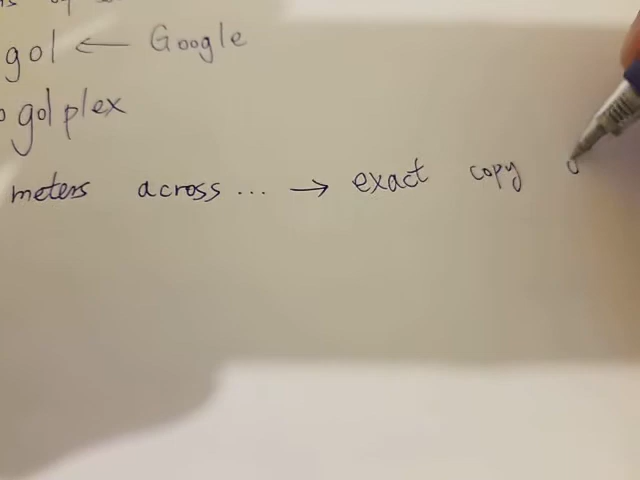 gol ← Google
golplex
meters across... → exact copy